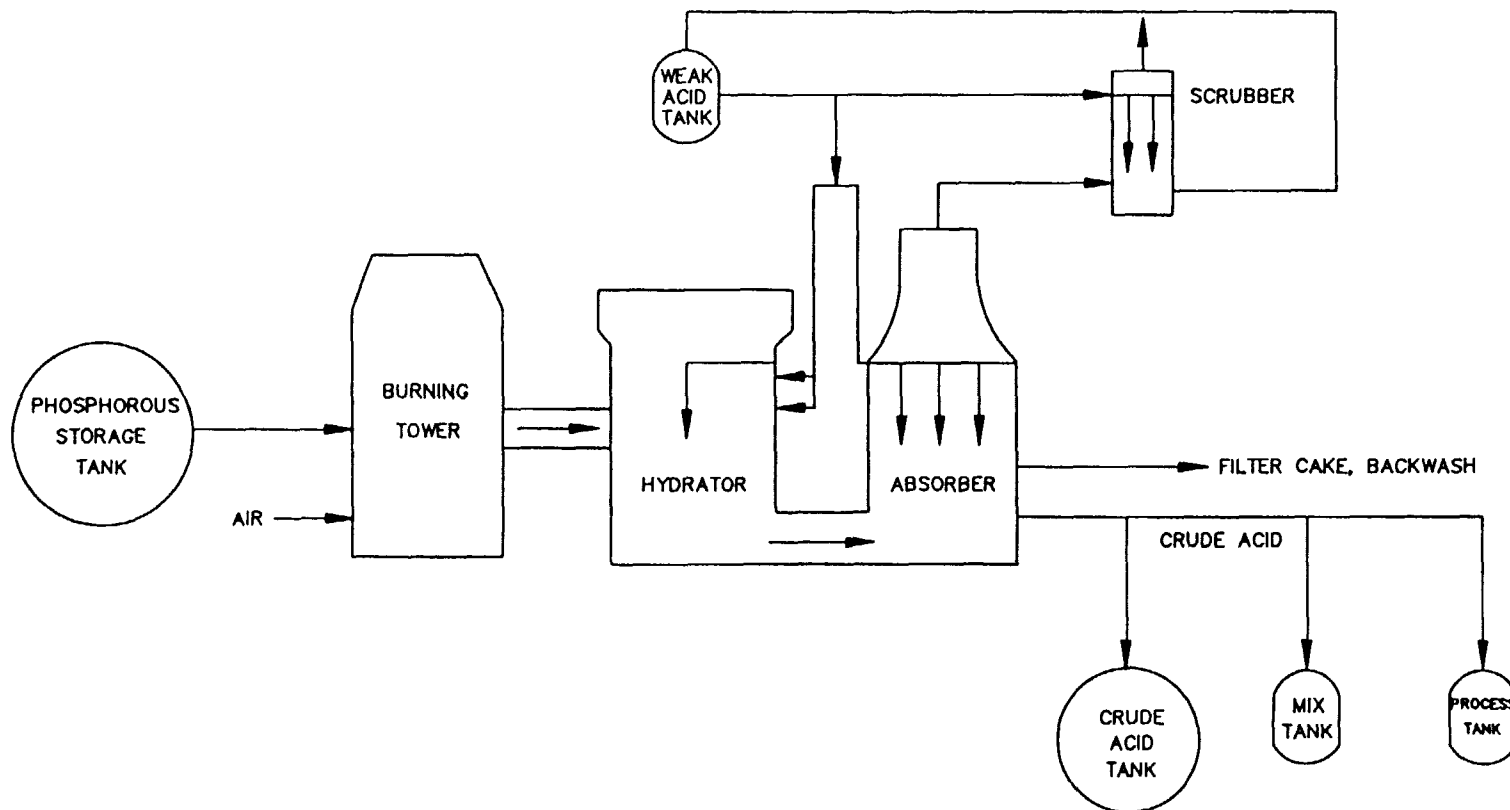 WEAK
ACID
TANK
SCRUBBER
PHOSPHOROUS
STORAGE
TANK
BURNING
TOWER
AIR
HYDRATOR
ABSORBER
FILTER CAKE, BACKWASH
CRUDE ACID
CRUDE
ACID
TANK
MIX
TANK
PROCESS
TANK